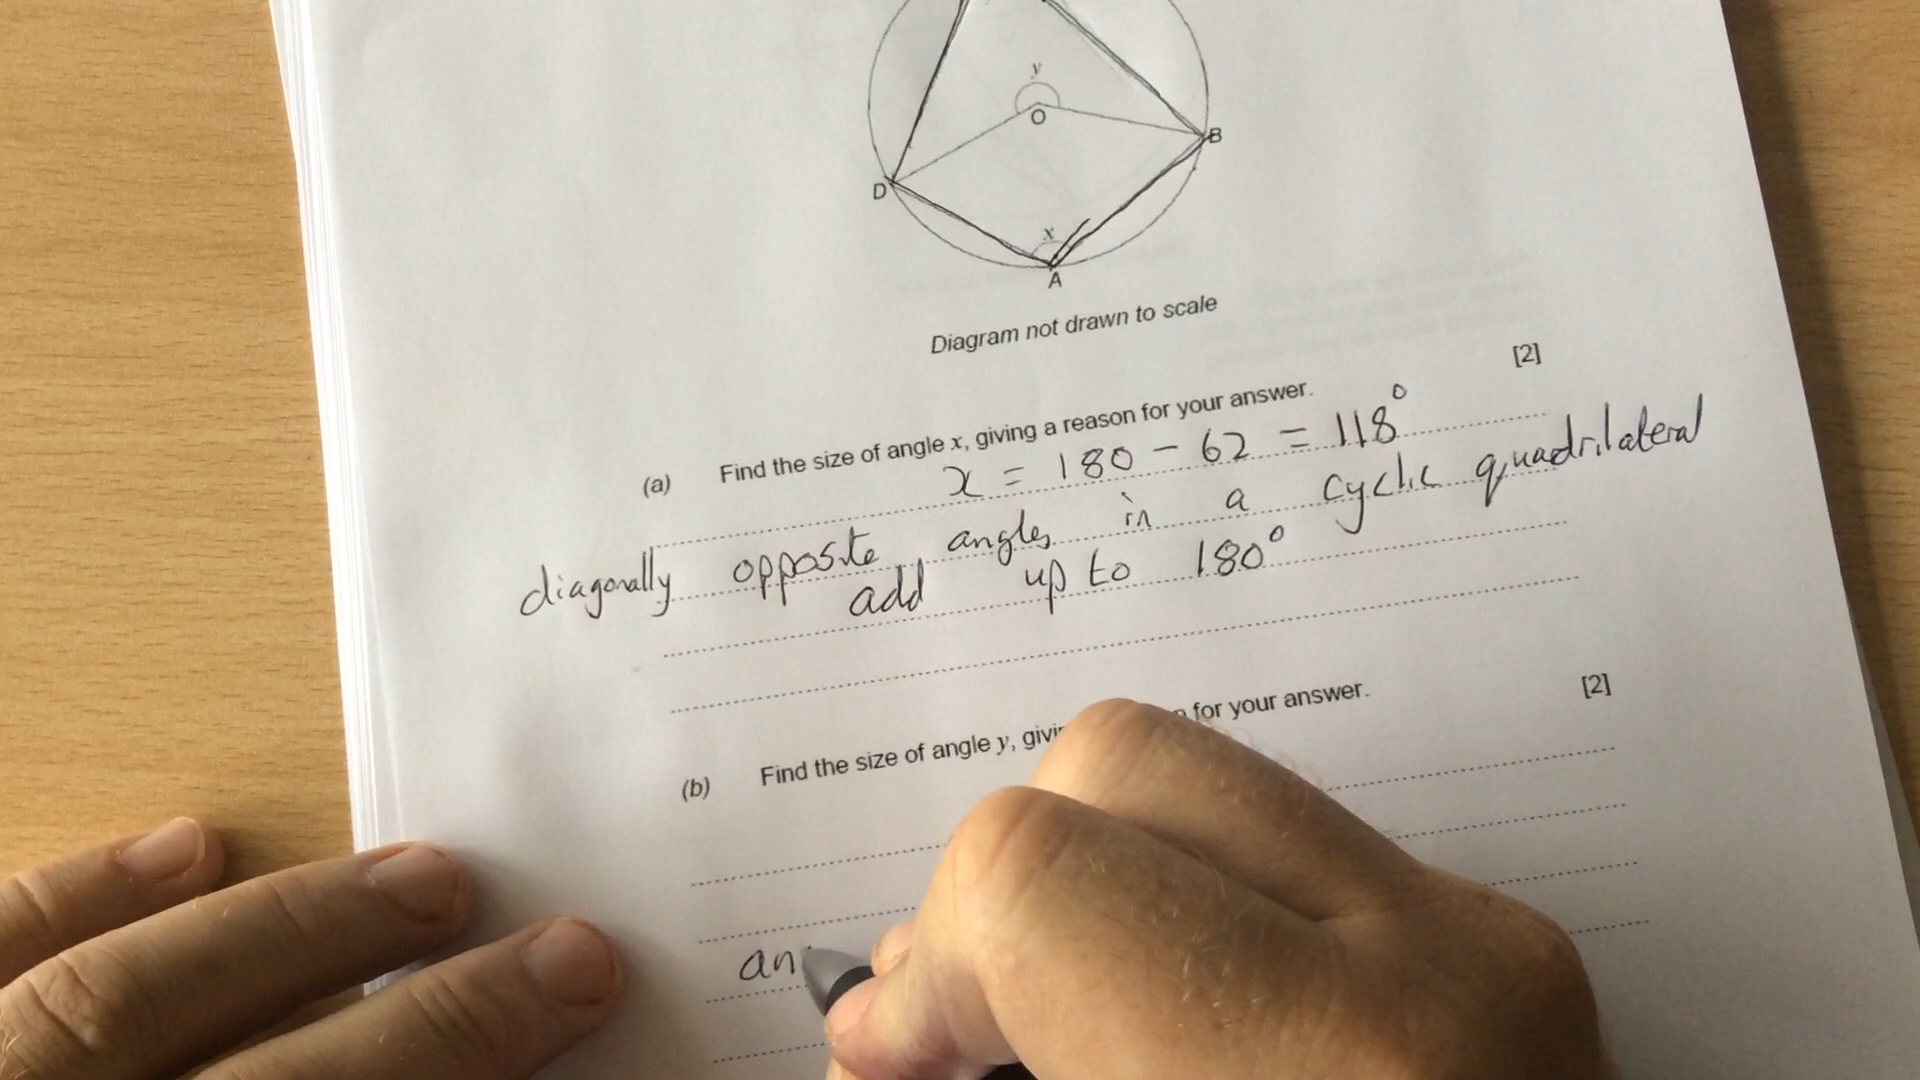 y
O
B
D
x
A
Diagram not drawn to scale
[2]
(a) Find the size of angle x, giving a reason for your answer.
x = 180 - 62 = 118°
diagonally opposite angles in a cyclic quadrilateral
add up to 180°
[2]
(b) Find the size of angle y, for your answer.
an